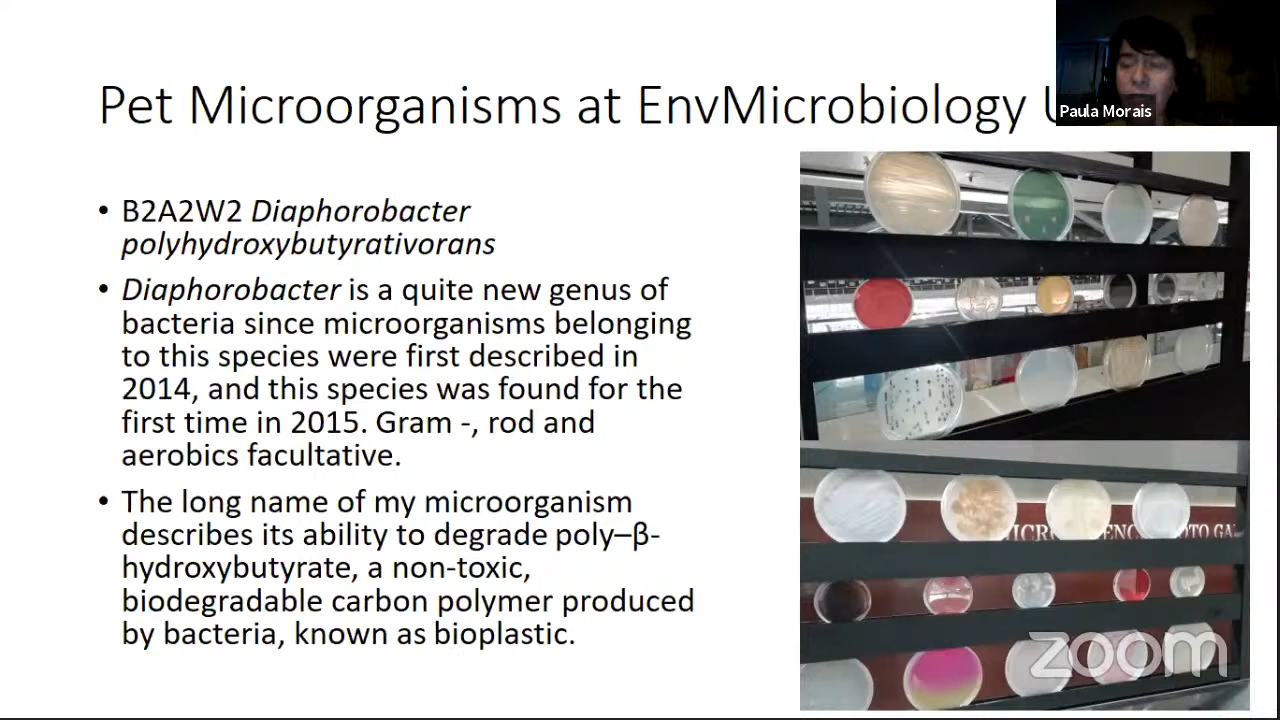 Pet Microorganisms at EnvMicrobiology
Paula Morais
• B2A2W2 Diaphorobacter
polyhydroxybutyrativorans
• Diaphorobacter is a quite new genus of
bacteria since microorganisms belonging
to this species were first described in
2014, and this species was found for the
first time in 2015. Gram -, rod and
aerobics facultative.
• The long name of my microorganism
describes its ability to degrade poly–β-
hydroxybutyrate, a non-toxic,
biodegradable carbon polymer produced
by bacteria, known as bioplastic.
zoom